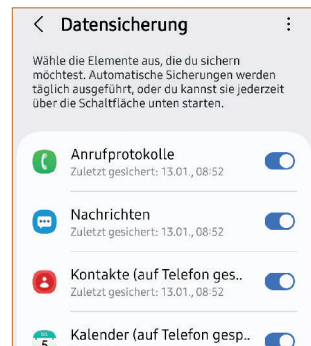 Datensicherung
Wähle die Elemente aus, die du sichern
möchtest. Automatische Sicherungen werden
täglich ausgeführt, oder du kannst sie jederzeit
über die Schaltfläche unten starten.
Anrufprotokolle
Zuletzt gesichert: 13.01., 08:52
Nachrichten
Zuletzt gesichert: 13.01., 08:52
Kontakte (auf Telefon ges..
Zuletzt gesichert: 13.01., 08:52
Kalender (auf Telefon gesp..
5